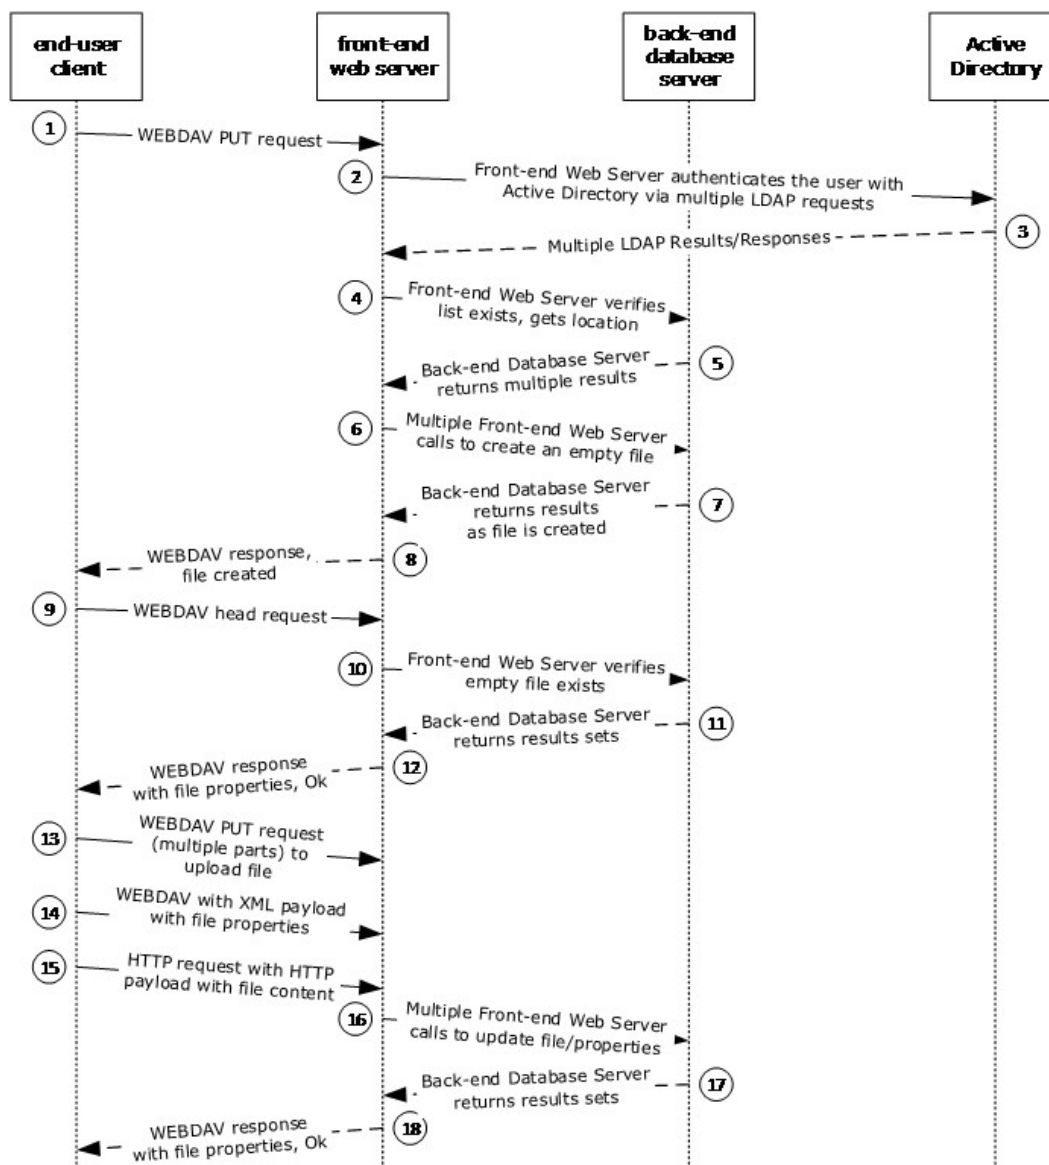 end-user
client
front-end
web server
back-end
database
server
Active
Directory
1
WEBDAV PUT request
2
Front-end Web Server authenticates the user with
Active Directory via multiple LDAP requests
3
Multiple LDAP Results/Responses
4
Front-end Web Server verifies
list exists, gets location
5
Back-end Database Server
returns multiple results
6
Multiple Front-end Web Server
calls to create an empty file
7
Back-end Database Server
returns results
as file is created
8
WEBDAV response,
file created
9
WEBDAV head request
10
Front-end Web Server verifies
empty file exists
11
Back-end Database Server
returns results sets
12
WEBDAV response
with file properties, Ok
13
WEBDAV PUT request
(multiple parts) to
upload file
14
WEBDAV with XML payload
with file properties
15
HTTP request with HTTP
payload with file content
16
Multiple Front-end Web Server
calls to update file/properties
17
Back-end Database Server
returns results sets
18
WEBDAV response
with file properties, Ok